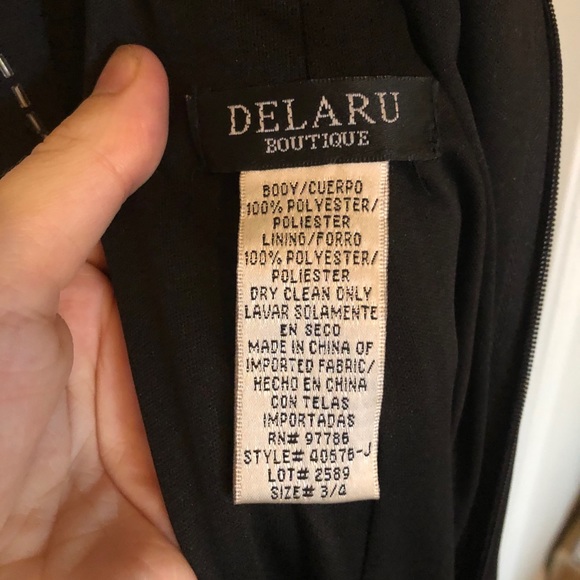 DELARU
BOUTIQUE
BODY/CUERPO
100% POLYESTER/
POLIESTER
LINING/FORRO
100% POLYESTER/
POLIESTER
DRY CLEAN ONLY
LAVAR SOLAMENTE
EN SECO
MADE IN CHINA OF
IMPORTED FABRIC/
HECHO EN CHINA
CON TELAS
IMPORTADAS
RN# 97786
STYLE# 40676-J
LOT# 2589
SIZE# 3/4